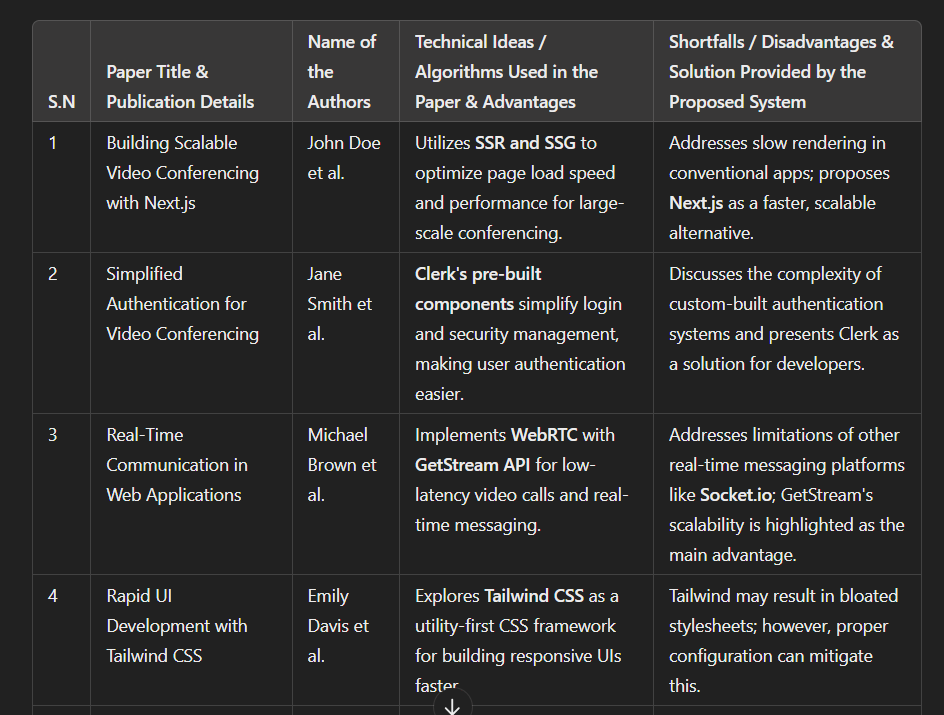 S.N
Paper Title &
Publication Details
Name of
the
Authors
Technical Ideas /
Algorithms Used in the
Paper & Advantages
Shortfalls / Disadvantages &
Solution Provided by the
Proposed System
1
Building Scalable
Video Conferencing
with Next.js
John Doe
et al.
Utilizes SSR and SSG to
optimize page load speed
and performance for large-
scale conferencing.
Addresses slow rendering in
conventional apps; proposes
Next.js as a faster, scalable
alternative.
2
Simplified
Authentication for
Video Conferencing
Jane
Smith et
al.
Clerk's pre-built
components simplify login
and security management,
making user authentication
easier.
Discusses the complexity of
custom-built authentication
systems and presents Clerk as
a solution for developers.
3
Real-Time
Communication in
Web Applications
Michael
Brown et
al.
Implements WebRTC with
GetStream API for low-
latency video calls and real-
time messaging.
Addresses limitations of other
real-time messaging platforms
like Socket.io; GetStream's
scalability is highlighted as the
main advantage.
4
Rapid UI
Development with
Tailwind CSS
Emily
Davis et
al.
Explores Tailwind CSS as a
utility-first CSS framework
for building responsive UIs
faster
Tailwind may result in bloated
stylesheets; however, proper
configuration can mitigate
this.